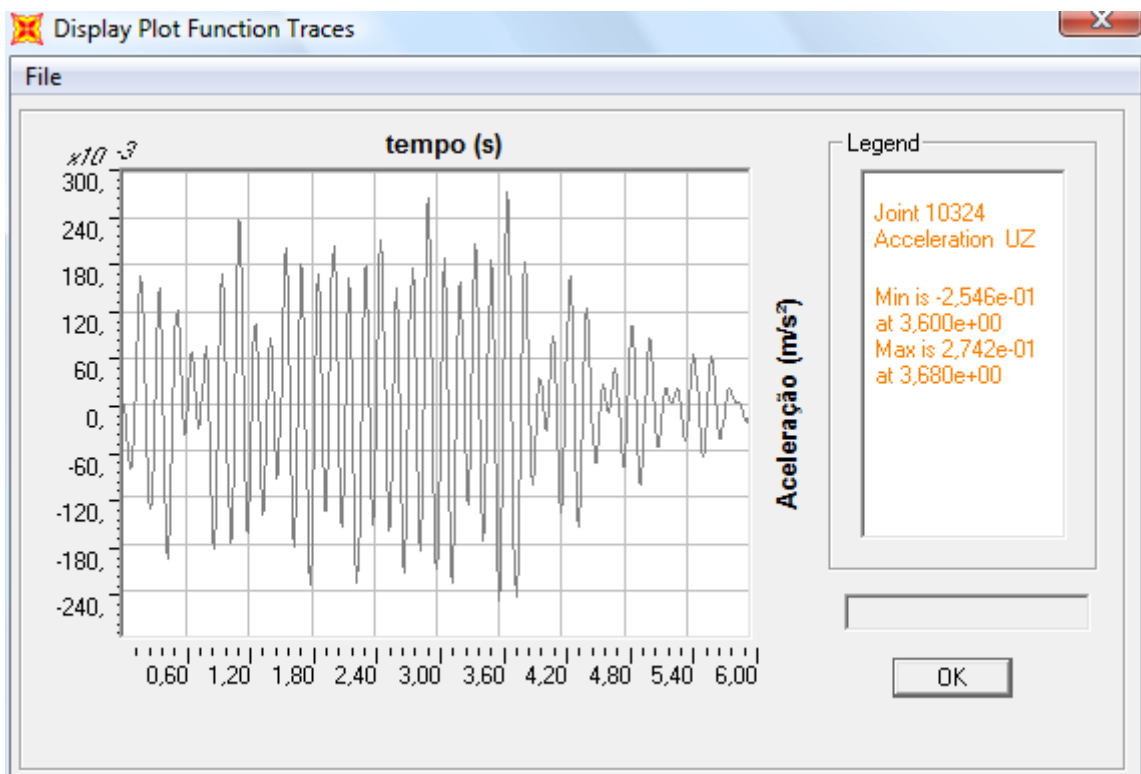 Display Plot Function Traces
File
tempo (s)
x10 -3
300,
240,
180,
120,
60,
0,
-60,
-120,
-180,
-240,
0,60 1,20 1,80 2,40 3,00 3,60 4,20 4,80 5,40 6,00
Aceleração (m/s²)
Legend
Joint 10324
Acceleration UZ
Min is -2,546e-01
at 3,600e+00
Max is 2,742e-01
at 3,680e+00
OK